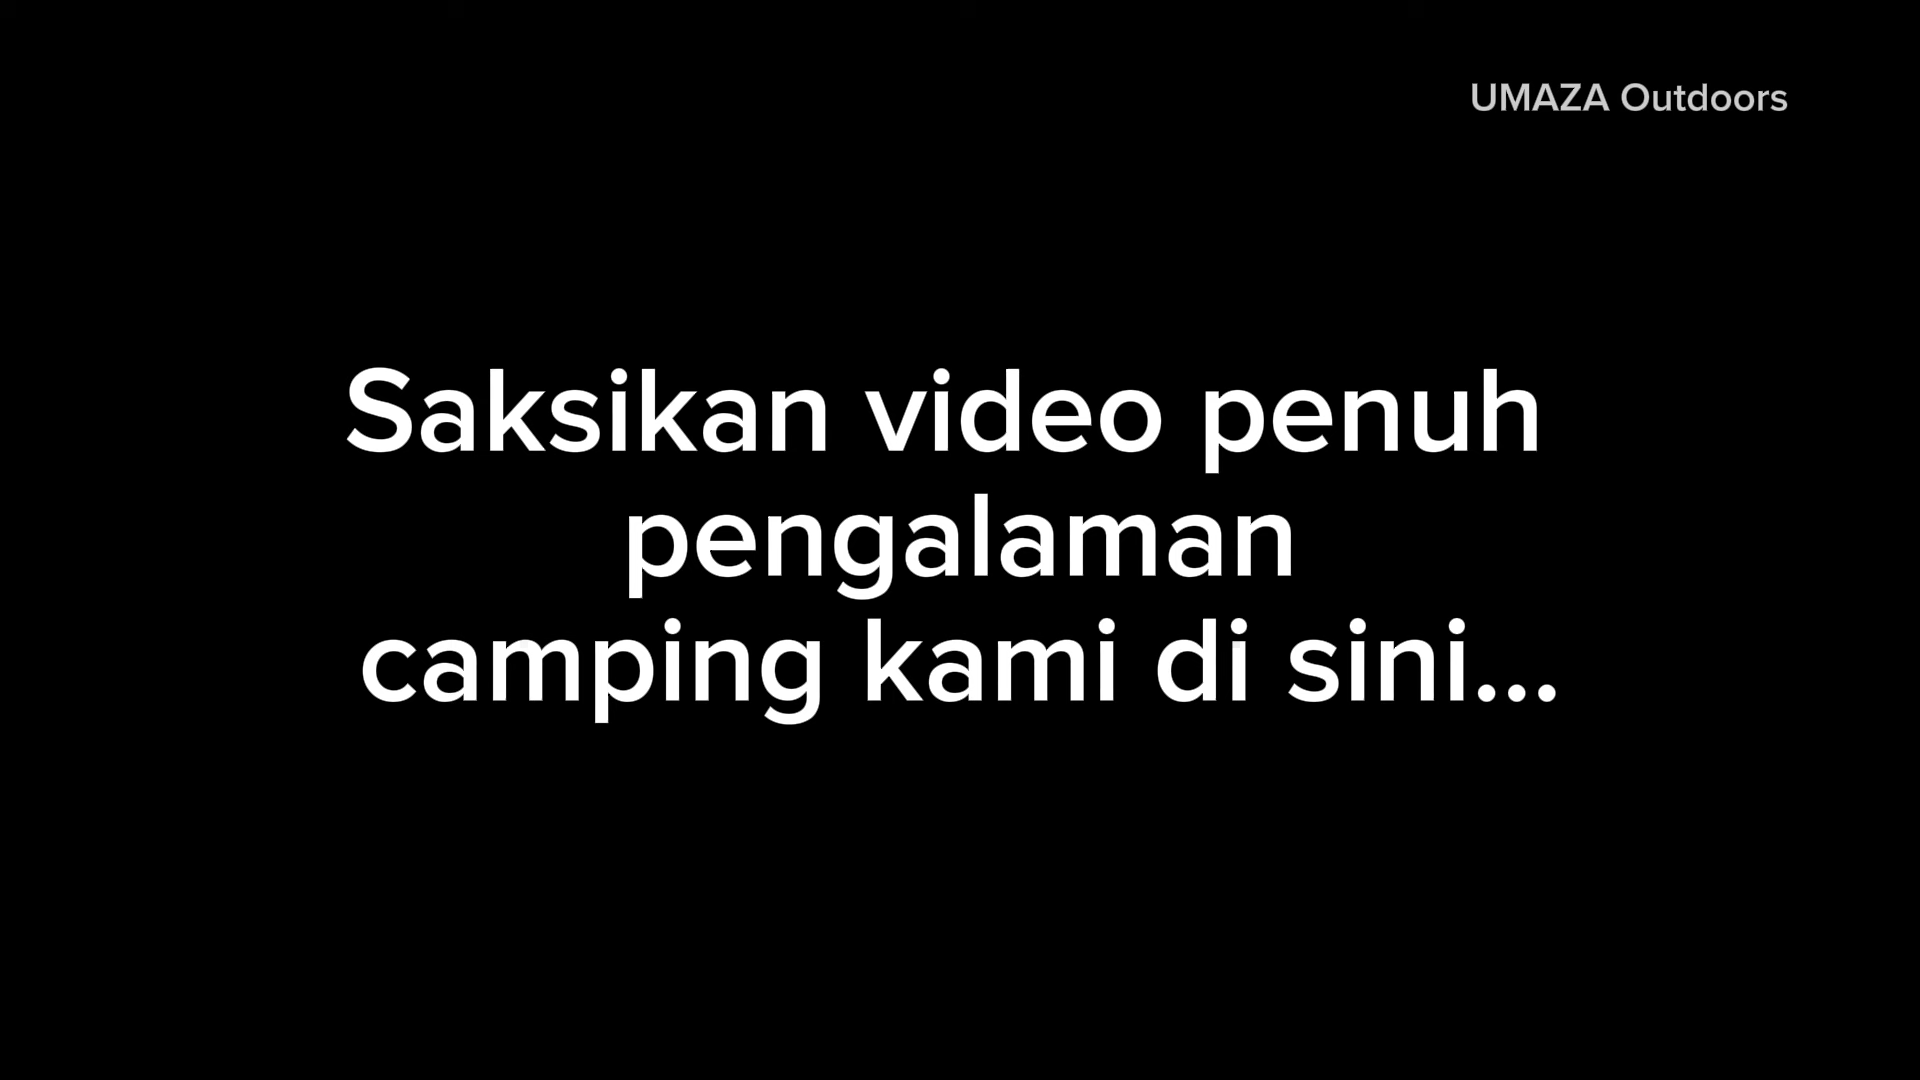 UMAZA Outdoors
Saksikan video penuh
pengalaman
camping kami di sini...